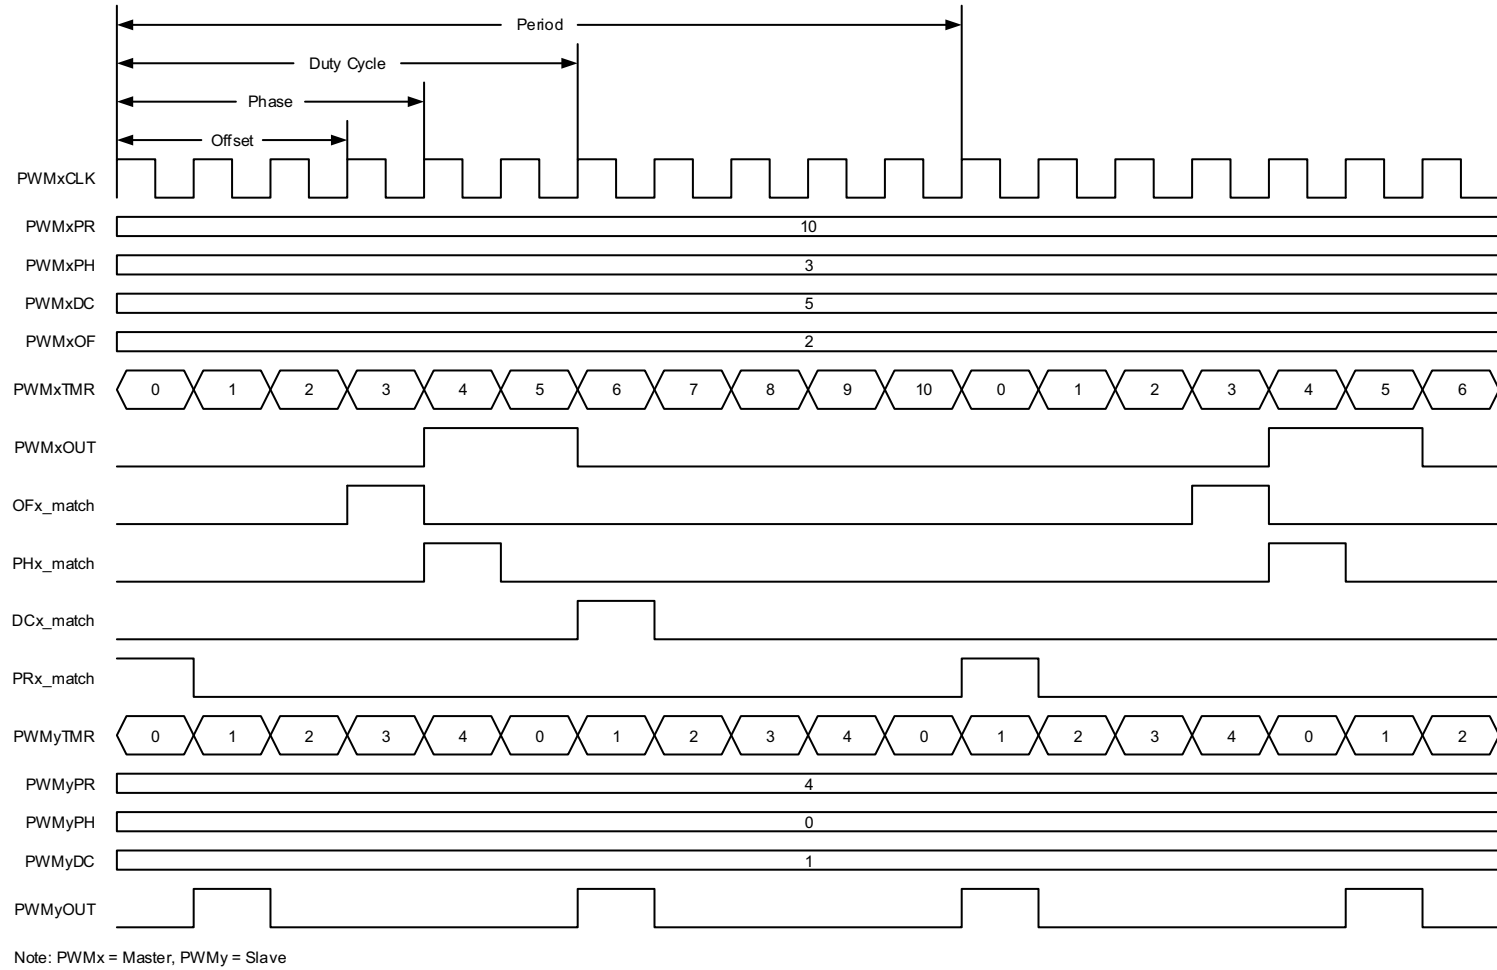 Period
Duty Cycle
Phase
Offset
PWMxCLK
PWMxPR 10
PWMxPH 3
PWMxDC 5
PWMxOF 2
PWMxTMR 0 1 2 3 4 5 6 7 8 9 10 0 1 2 3 4 5 6
PWMxOUT
OFx_match
PHx_match
DCx_match
PRx_match
PWMyTMR 0 1 2 3 4 0 1 2 3 4 0 1 2 3 4 0 1 2
PWMyPR 4
PWMyPH 0
PWMyDC 1
PWMyOUT
Note: PWMx = Master, PWMy = Slave